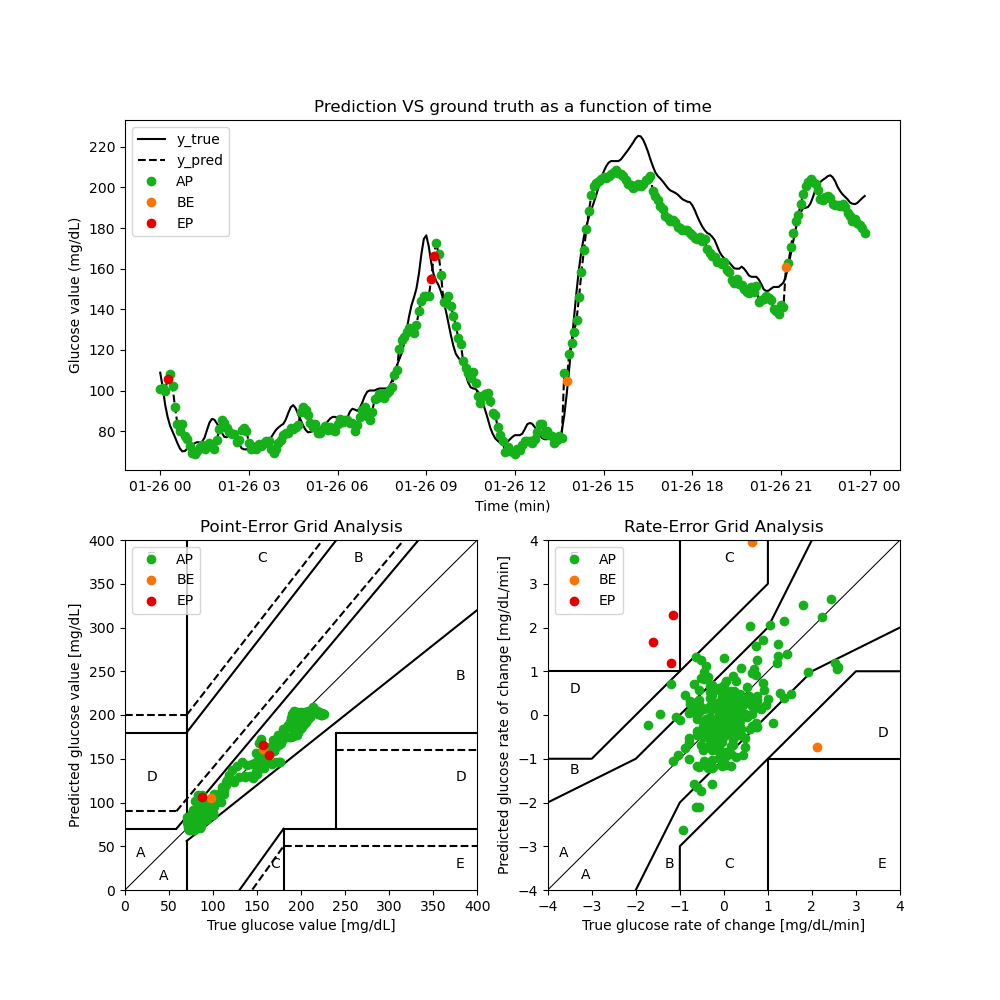 Prediction VS ground truth as a function of time
Glucose value (mg/dL)
220
200
180
160
140
120
100
80
y_true
y_pred
AP
BE
EP
01-26 00 01-26 03 01-26 06 01-26 09 01-26 12 01-26 15 01-26 18 01-26 21 01-27 00
Time (min)
Point-Error Grid Analysis
Predicted glucose value [mg/dL]
400
350
300
250
200
150
100
50
0
AP
BE
EP
C
B
B
D
D
A
A
C
E
0 50 100 150 200 250 300 350 400
True glucose value [mg/dL]
Rate-Error Grid Analysis
Predicted glucose rate of change [mg/dL/min]
4
3
2
1
0
−1
−2
−3
−4
AP
BE
EP
C
D
D
B
A
A
B
C
E
−4 −3 −2 −1 0 1 2 3 4
True glucose rate of change [mg/dL/min]